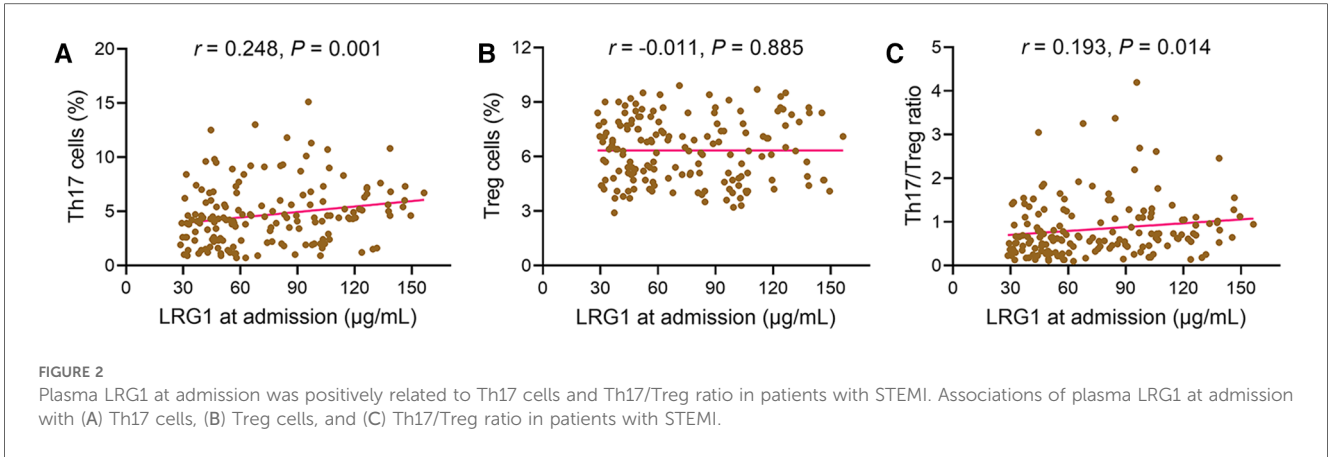 A
r = 0.248, P = 0.001
Th17 cells (%)
20
15
10
5
0
0 30 60 90 120 150
LRG1 at admission (μg/mL)
B
r = -0.011, P = 0.885
Treg cells (%)
12
9
6
3
0
0 30 60 90 120 150
LRG1 at admission (μg/mL)
C
r = 0.193, P = 0.014
Th17/Treg ratio
5
4
3
2
1
0
0 30 60 90 120 150
LRG1 at admission (μg/mL)
FIGURE 2
Plasma LRG1 at admission was positively related to Th17 cells and Th17/Treg ratio in patients with STEMI. Associations of plasma LRG1 at admission
with (A) Th17 cells, (B) Treg cells, and (C) Th17/Treg ratio in patients with STEMI.